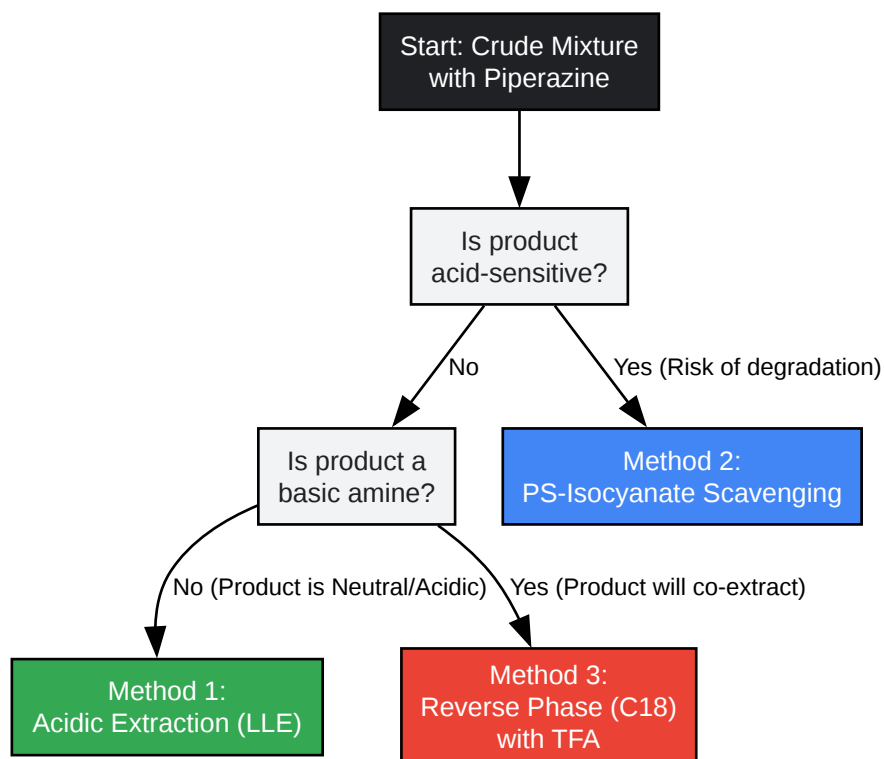 Start: Crude Mixture
with Piperazine
Is product
acid-sensitive?
No
Yes (Risk of degradation)
Is product a
basic amine?
Method 2:
PS-Isocyanate Scavenging
No (Product is Neutral/Acidic)
Yes (Product will co-extract)
Method 1:
Acidic Extraction (LLE)
Method 3:
Reverse Phase (C18)
with TFA